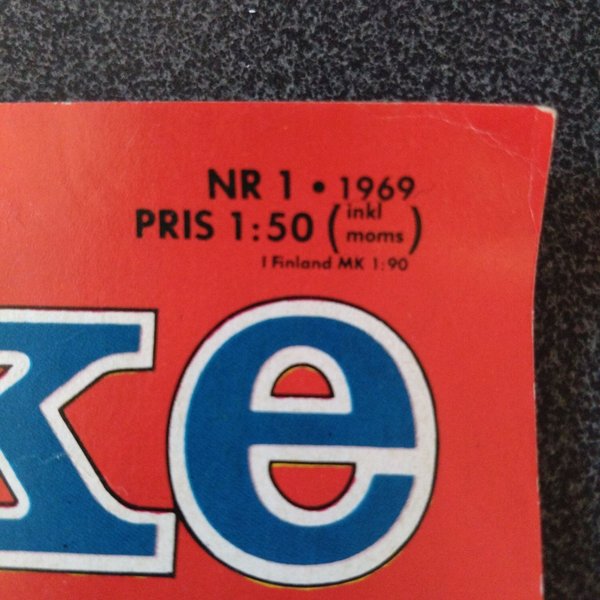 NR 1 • 1969
PRIS 1:50 (inkl moms)
I Finland MK 1:90
ke